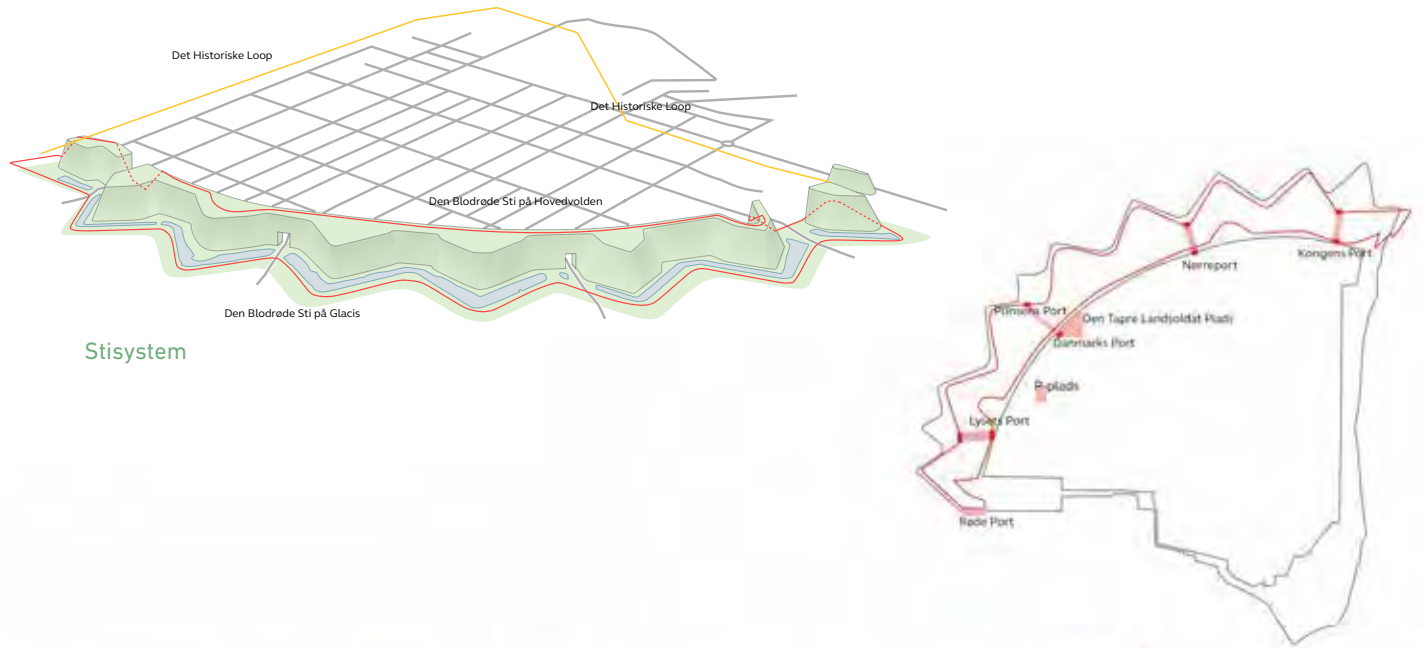 Det Historiske Loop
Det Historiske Loop
Den Blodrøde Sti på Hovedvolden
Den Blodrøde Sti på Glacis
Stisystem
Kongens Port
Nørreport
Prinsens Port
Den Tapre Landsoldat Plads
Danmarks Port
P-plads
Lysets Port
Røde Port